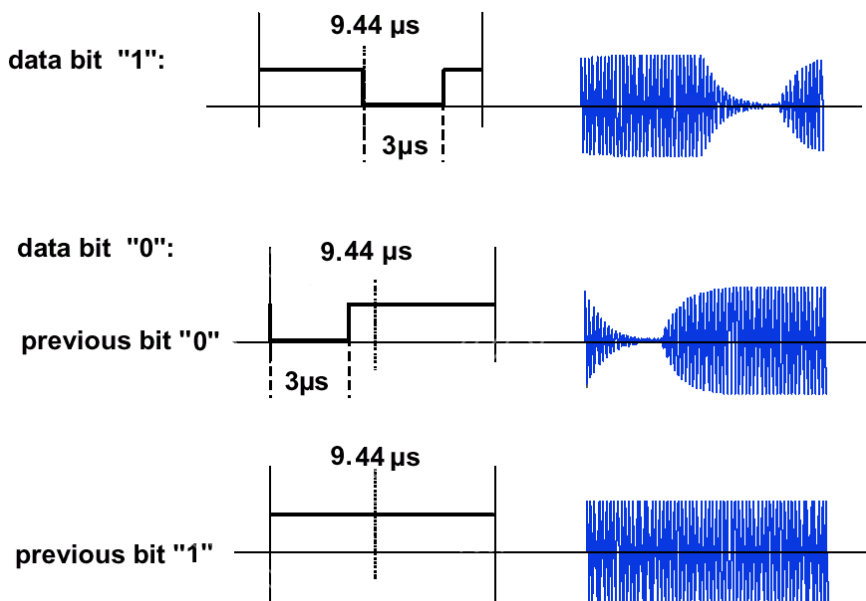 9.44 µs
data bit "1":
3µs
data bit "0":
9.44 µs
previous bit "0"
3µs
9.44 µs
previous bit "1"